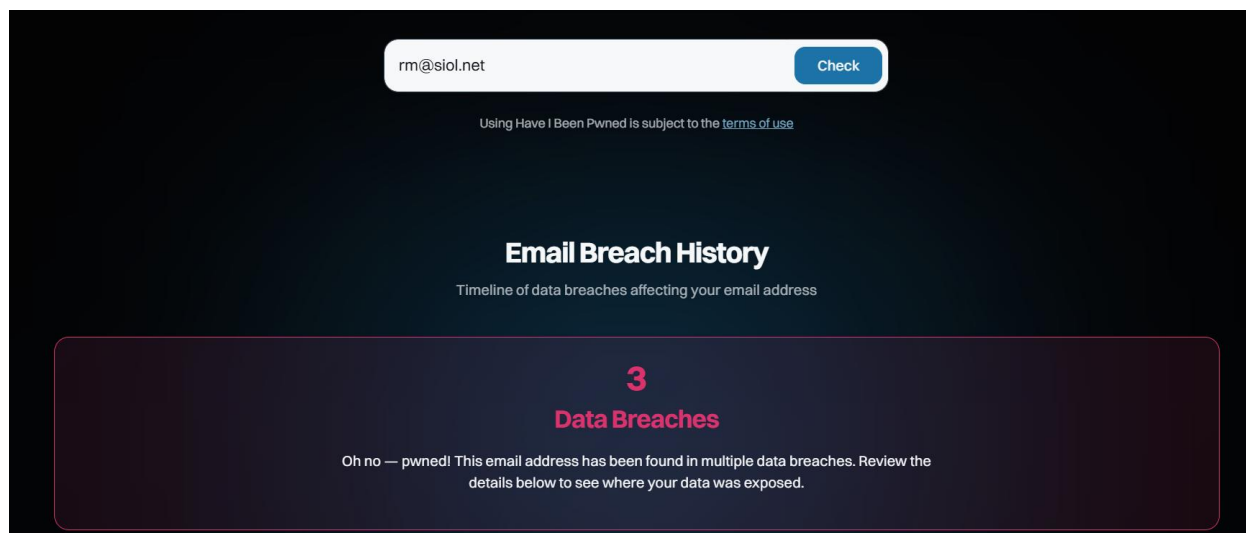 rm@siol.net
Check
Using Have I Been Pwned is subject to the terms of use
Email Breach History
Timeline of data breaches affecting your email address
3
Data Breaches
Oh no — pwned! This email address has been found in multiple data breaches. Review the
details below to see where your data was exposed.